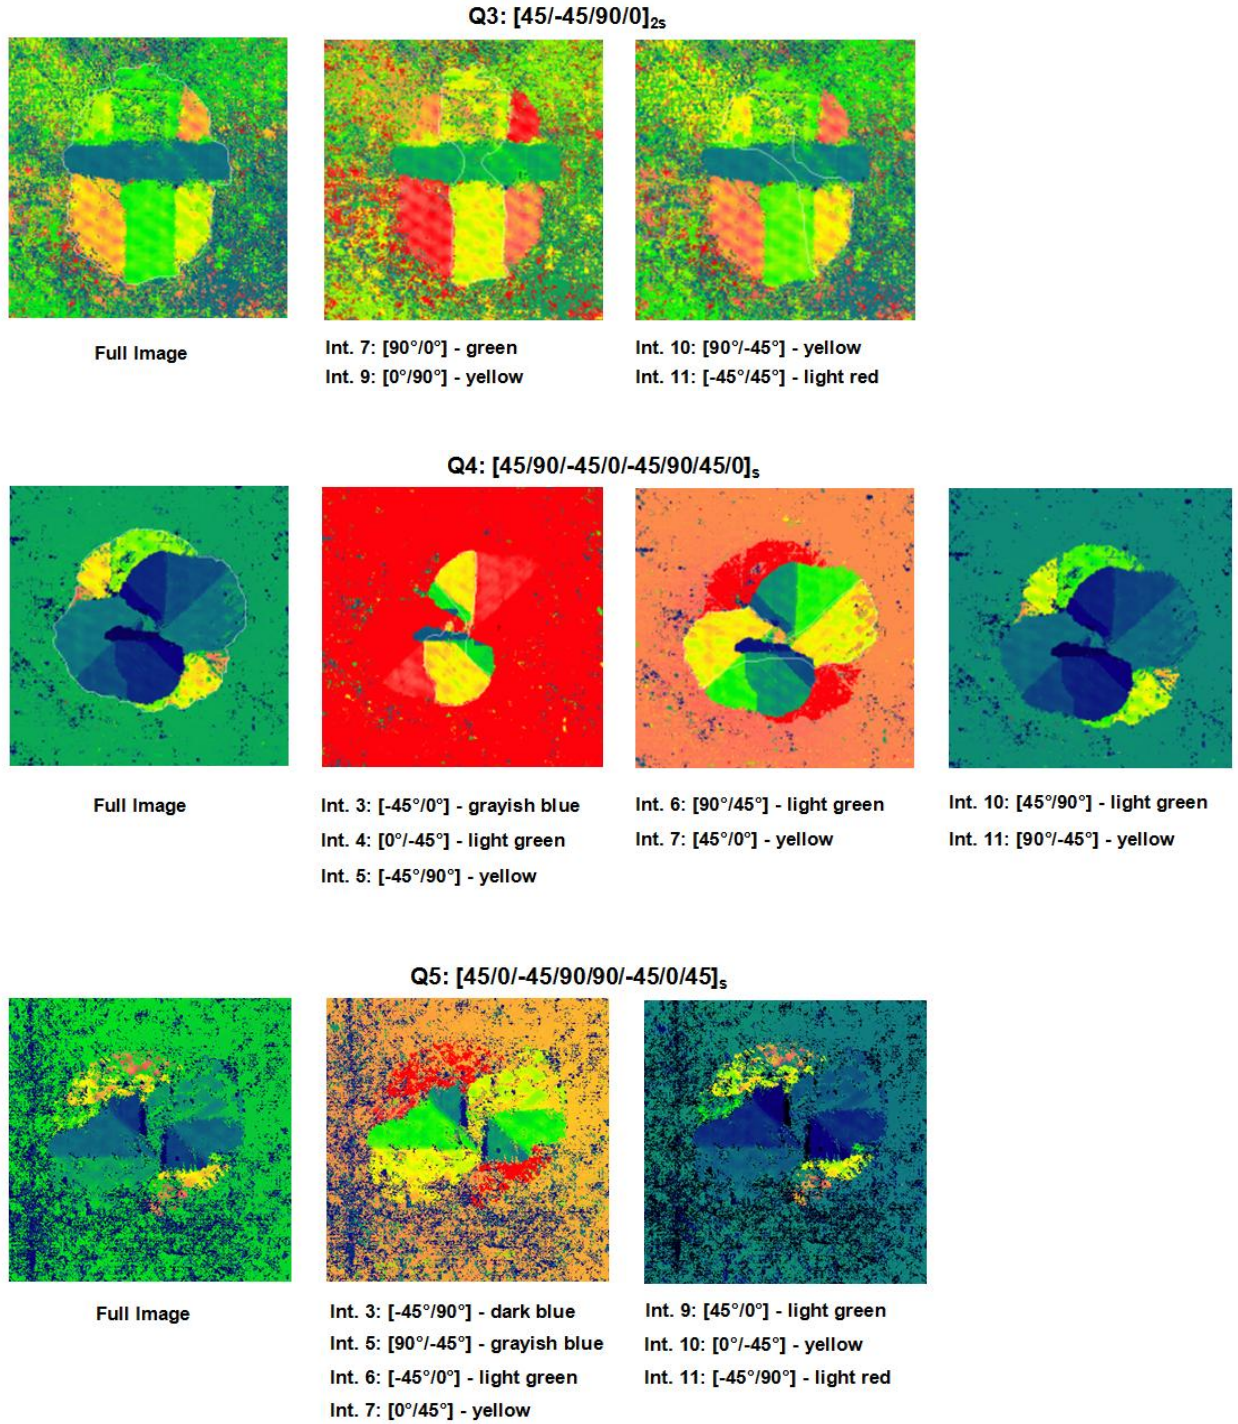 Q3: [45/-45/90/0]2s
Full Image
Int. 7: [90°/0°] - green
Int. 9: [0°/90°] - yellow
Int. 10: [90°/-45°] - yellow
Int. 11: [-45°/45°] - light red
Q4: [45/90/-45/0/-45/90/45/0]s
Full Image
Int. 3: [-45°/0°] - grayish blue
Int. 4: [0°/-45°] - light green
Int. 5: [-45°/90°] - yellow
Int. 6: [90°/45°] - light green
Int. 7: [45°/0°] - yellow
Int. 10: [45°/90°] - light green
Int. 11: [90°/-45°] - yellow
Q5: [45/0/-45/90/90/-45/0/45]s
Full Image
Int. 3: [-45°/90°] - dark blue
Int. 5: [90°/-45°] - grayish blue
Int. 6: [-45°/0°] - light green
Int. 7: [0°/45°] - yellow
Int. 9: [45°/0°] - light green
Int. 10: [0°/-45°] - yellow
Int. 11: [-45°/90°] - light red